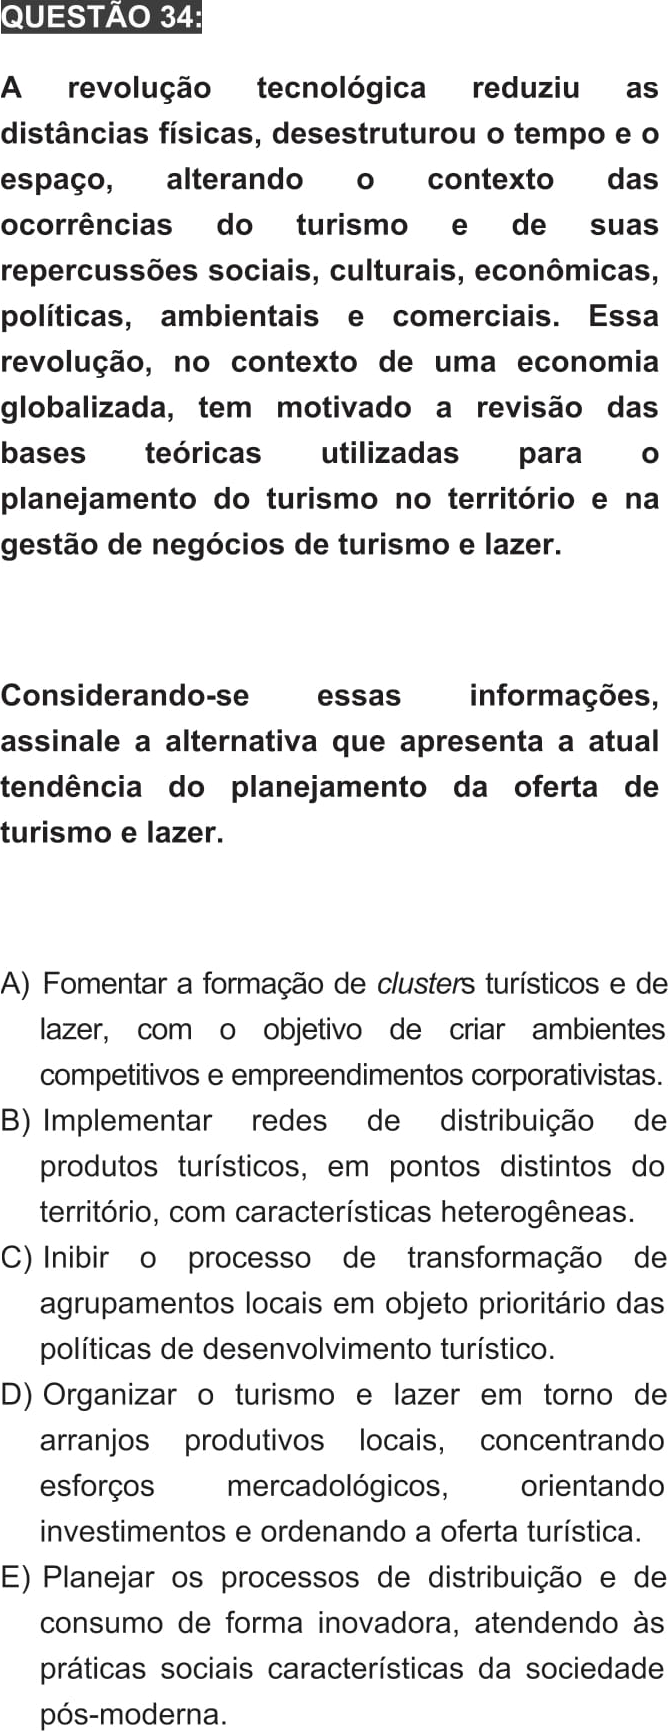 QUESTÃO 34:
A revolução tecnológica reduziu as
distâncias físicas, desestruturou o tempo e o
espaço, alterando o contexto das
ocorrências do turismo e de suas
repercussões sociais, culturais, econômicas,
políticas, ambientais e comerciais. Essa
revolução, no contexto de uma economia
globalizada, tem motivado a revisão das
bases teóricas utilizadas para o
planejamento do turismo no território e na
gestão de negócios de turismo e lazer.
Considerando-se essas informações,
assinale a alternativa que apresenta a atual
tendência do planejamento da oferta de
turismo e lazer.
A) Fomentar a formação de clusters turísticos e de
lazer, com o objetivo de criar ambientes
competitivos e empreendimentos corporativistas.
B) Implementar redes de distribuição de
produtos turísticos, em pontos distintos do
território, com características heterogêneas.
C) Inibir o processo de transformação de
agrupamentos locais em objeto prioritário das
políticas de desenvolvimento turístico.
D) Organizar o turismo e lazer em torno de
arranjos produtivos locais, concentrando
esforços mercadológicos, orientando
investimentos e ordenando a oferta turística.
E) Planejar os processos de distribuição e de
consumo de forma inovadora, atendendo às
práticas sociais características da sociedade
pós-moderna.